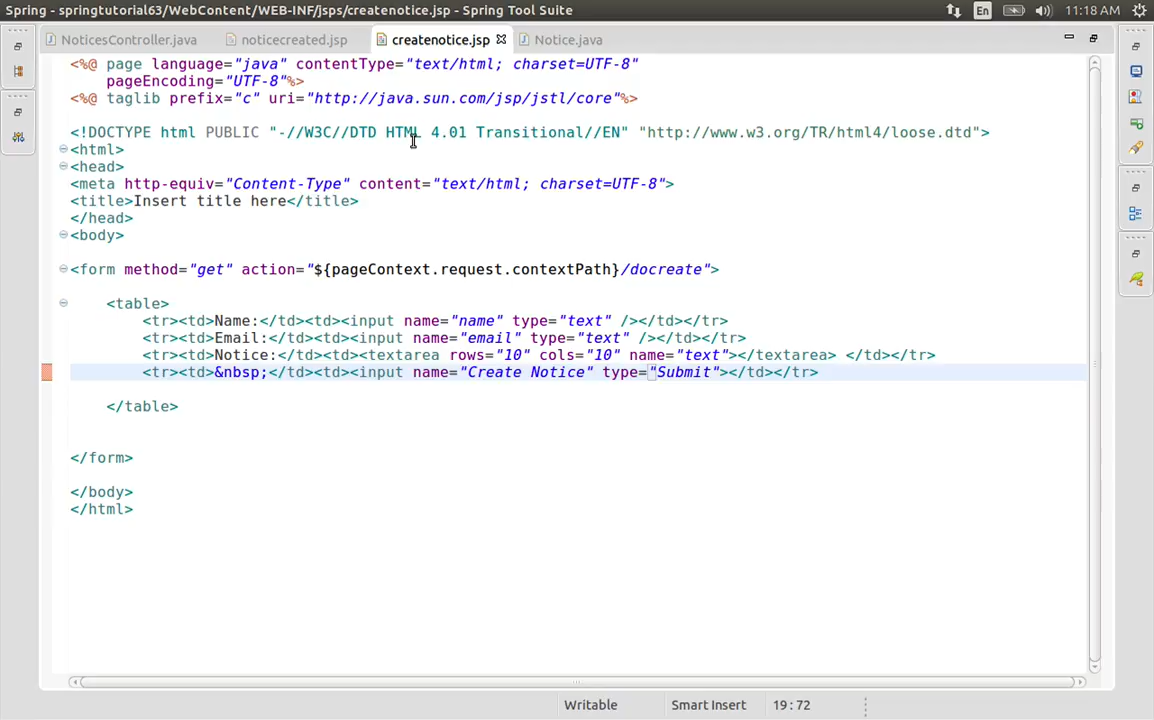 Spring - springtutorial63/WebContent/WEB-INF/jsps/createnotice.jsp - Spring Tool Suite
En
11:18 AM
NoticesController.java
noticecreated.jsp
createnotice.jsp
Notice.java
<%@ page language="java" contentType="text/html; charset=UTF-8"
pageEncoding="UTF-8"%>
<%@ taglib prefix="c" uri="http://java.sun.com/jsp/jstl/core"%>
<!DOCTYPE html PUBLIC "-//W3C//DTD HTML 4.01 Transitional//EN" "http://www.w3.org/TR/html4/loose.dtd">
<html>
<head>
<meta http-equiv="Content-Type" content="text/html; charset=UTF-8">
<title>Insert title here</title>
</head>
<body>
<form method="get" action="${pageContext.request.contextPath}/docreate">
<table>
<tr><td>Name:</td><td><input name="name" type="text" /></td></tr>
<tr><td>Email:</td><td><input name="email" type="text" /></td></tr>
<tr><td>Notice:</td><td><textarea rows="10" cols="10" name="text"></textarea> </td></tr>
<tr><td>&nbsp;</td><td><input name="Create Notice" type="Submit"></td></tr>
</table>
</form>
</body>
</html>
Writable
Smart Insert
19 : 72